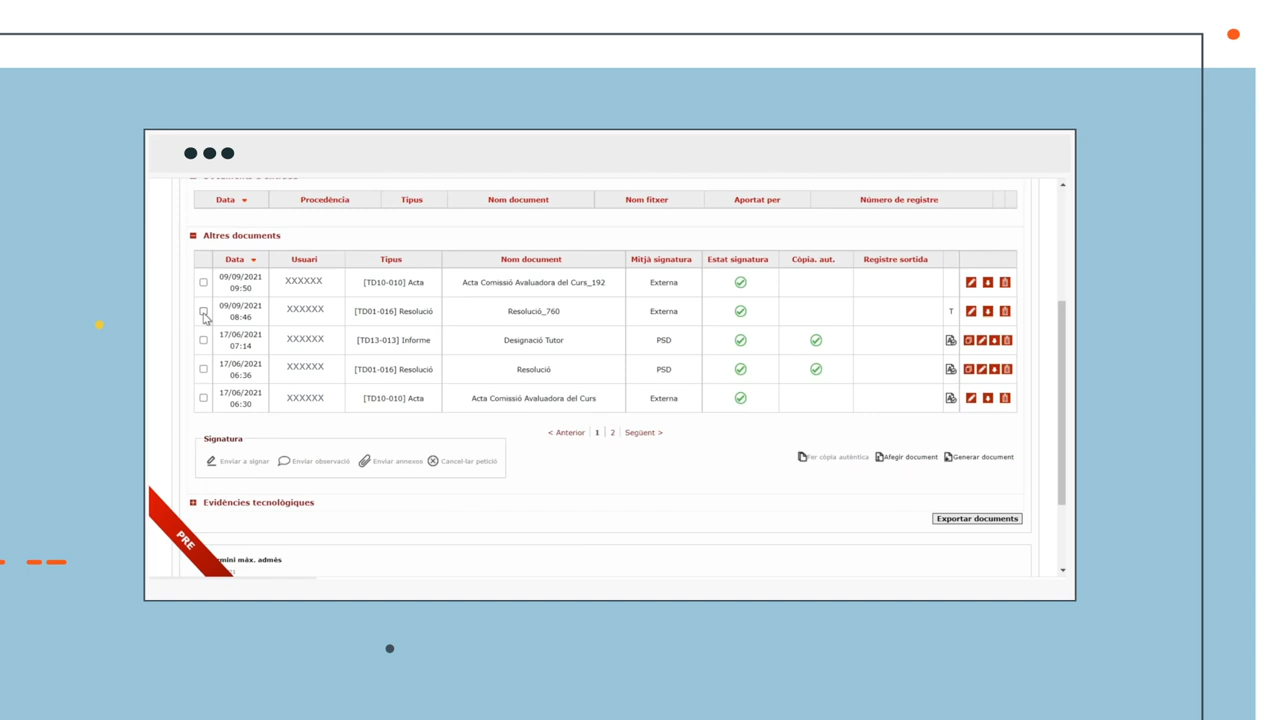 Data Procedència Tipus Nom document Nom fitxer Aportat per Número de registre
Altres documents
Data Usuari Tipus Nom document Mitjà signatura Estat signatura Còpia. aut. Registre sortida
09/09/2021 09:50 XXXXXX [TD10-010] Acta Acta Comissió Avaluadora del Curs_192 Externa
09/09/2021 08:46 XXXXXX [TD01-016] Resolució Resolució_760 Externa T
17/06/2021 07:14 XXXXXX [TD13-013] Informe Designació Tutor PSD
17/06/2021 06:36 XXXXXX [TD01-016] Resolució Resolució PSD
17/06/2021 06:30 XXXXXX [TD10-010] Acta Acta Comissió Avaluadora del Curs Externa
< Anterior 1 2 Següent >
Signatura
Enviar a signar Enviar observació Enviar annexos Cancel·lar petició
Fer còpia autèntica Afegir document Generar document
Evidències tecnològiques
Exportar documents
PRE
màx. admès